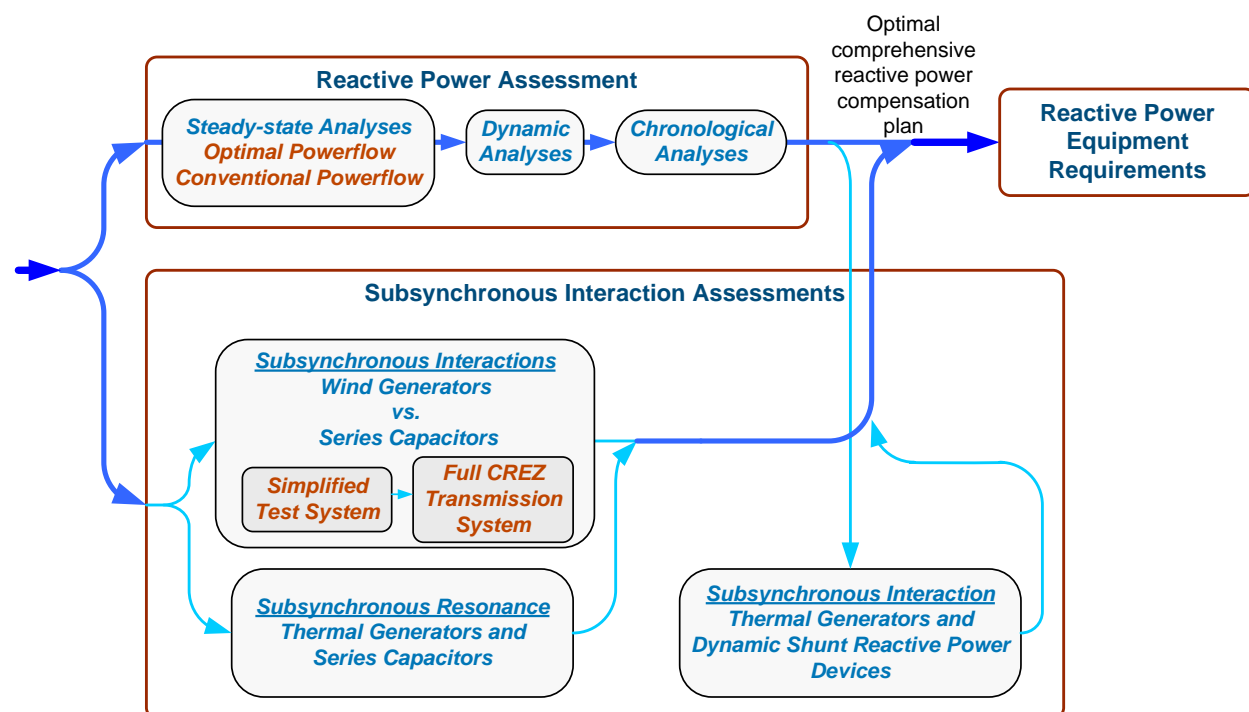 Optimal
comprehensive
reactive power
compensation
plan
Reactive Power Assessment
Steady-state Analyses
Optimal Powerflow
Conventional Powerflow
Dynamic
Analyses
Chronological
Analyses
Reactive Power
Equipment
Requirements
Subsynchronous Interaction Assessments
Subsynchronous Interactions
Wind Generators
vs.
Series Capacitors
Simplified
Test System
Full CREZ
Transmission
System
Subsynchronous Resonance
Thermal Generators and
Series Capacitors
Subsynchronous Interaction
Thermal Generators and
Dynamic Shunt Reactive Power
Devices